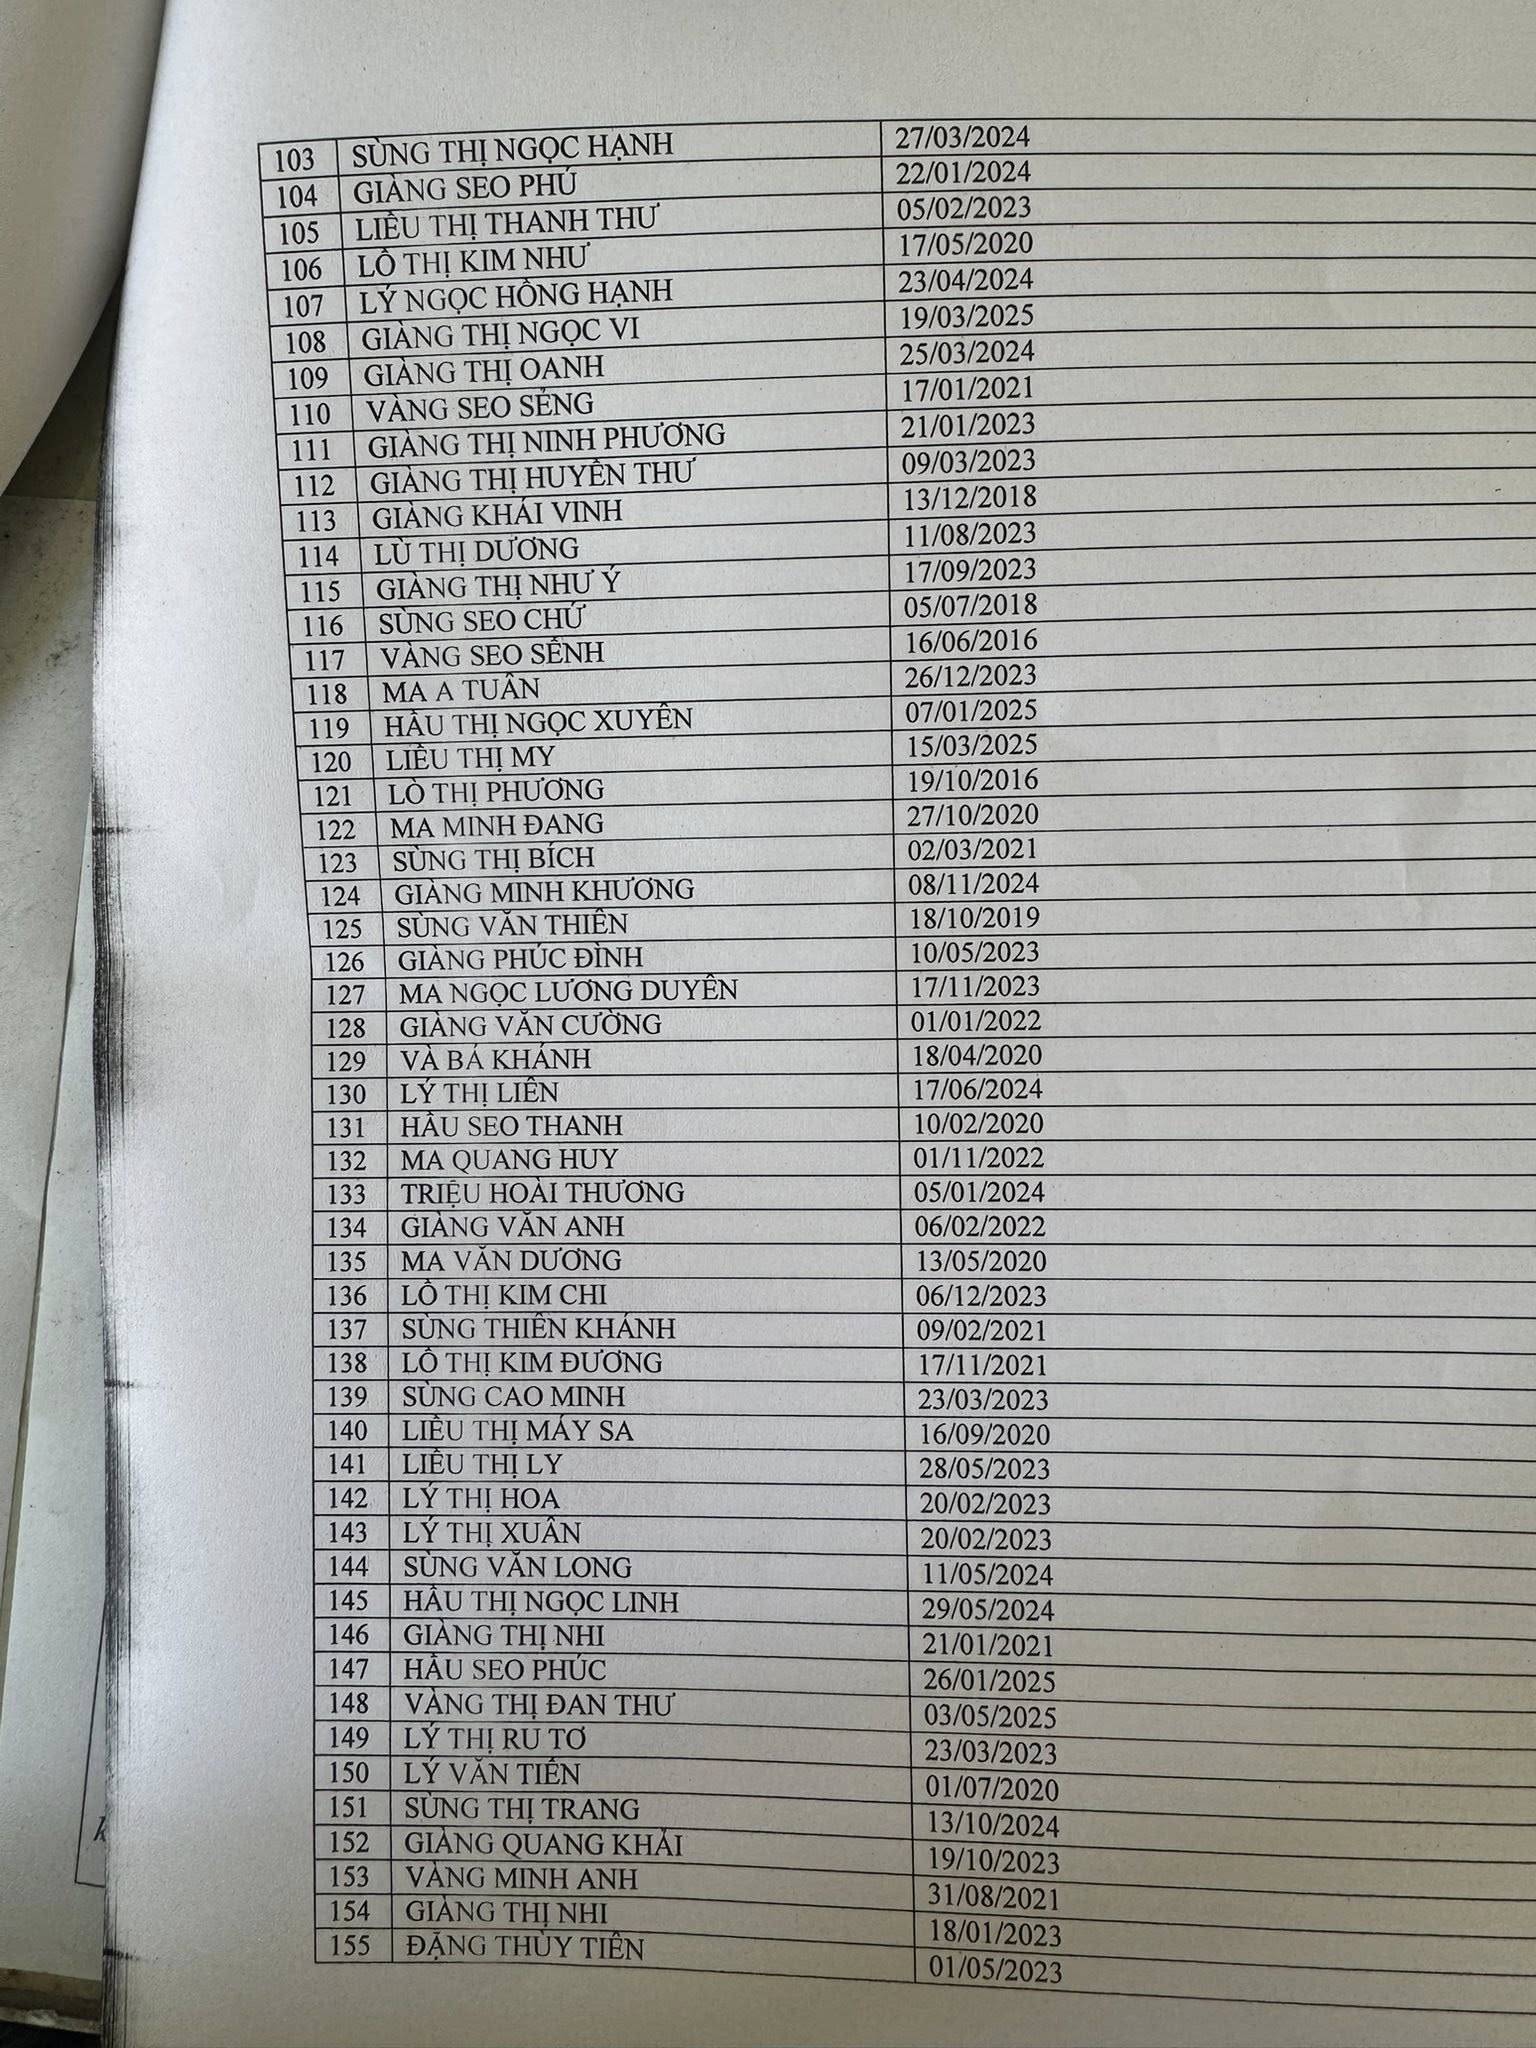 103 SÙNG THỊ NGỌC HẠNH 27/03/2024
104 GIÀNG SEO PHÚ 22/01/2024
105 LIỀU THỊ THANH THƯ 05/02/2023
106 LỒ THỊ KIM NHƯ 17/05/2020
107 LÝ NGỌC HỒNG HẠNH 23/04/2024
108 GIÀNG THỊ NGỌC VI 19/03/2025
109 GIÀNG THỊ OANH 25/03/2024
110 VÀNG SEO SẺNG 17/01/2021
111 GIÀNG THỊ NINH PHƯƠNG 21/01/2023
112 GIÀNG THỊ HUYỀN THƯ 09/03/2023
113 GIÀNG KHẢI VINH 13/12/2018
114 LÙ THỊ DƯƠNG 11/08/2023
115 GIÀNG THỊ NHƯ Ý 17/09/2023
116 SÙNG SEO CHỨ 05/07/2018
117 VÀNG SEO SÊNH 16/06/2016
118 MA A TUÂN 26/12/2023
119 HẦU THỊ NGỌC XUYẾN 07/01/2025
120 LIỀU THỊ MY 15/03/2025
121 LÒ THỊ PHƯƠNG 19/10/2016
122 MA MINH ĐANG 27/10/2020
123 SÙNG THỊ BÍCH 02/03/2021
124 GIÀNG MINH KHƯƠNG 08/11/2024
125 SÙNG VĂN THIÊN 18/10/2019
126 GIÀNG PHÚC ĐÌNH 10/05/2023
127 MA NGỌC LƯƠNG DUYÊN 17/11/2023
128 GIÀNG VĂN CƯỜNG 01/01/2022
129 VÀ BÁ KHÁNH 18/04/2020
130 LÝ THỊ LIÊN 17/06/2024
131 HẦU SEO THANH 10/02/2020
132 MA QUANG HUY 01/11/2022
133 TRIỆU HOÀI THƯƠNG 05/01/2024
134 GIÀNG VĂN ANH 06/02/2022
135 MA VĂN DƯƠNG 13/05/2020
136 LỒ THỊ KIM CHI 06/12/2023
137 SÙNG THIÊN KHÁNH 09/02/2021
138 LỒ THỊ KIM ĐƯƠNG 17/11/2021
139 SÙNG CAO MINH 23/03/2023
140 LIỀU THỊ MÁY SA 16/09/2020
141 LIỀU THỊ LY 28/05/2023
142 LÝ THỊ HOA 20/02/2023
143 LÝ THỊ XUÂN 20/02/2023
144 SÙNG VĂN LONG 11/05/2024
145 HẦU THỊ NGỌC LINH 29/05/2024
146 GIÀNG THỊ NHI 21/01/2021
147 HẦU SEO PHÚC 26/01/2025
148 VÀNG THỊ ĐAN THƯ 03/05/2025
149 LÝ THỊ RU TƠ 23/03/2023
150 LÝ VĂN TIẾN 01/07/2020
151 SÙNG THỊ TRANG 13/10/2024
152 GIÀNG QUANG KHẢI 19/10/2023
153 VÀNG MINH ANH 31/08/2021
154 GIÀNG THỊ NHI 18/01/2023
155 ĐẶNG THÙY TIÊN 01/05/2023